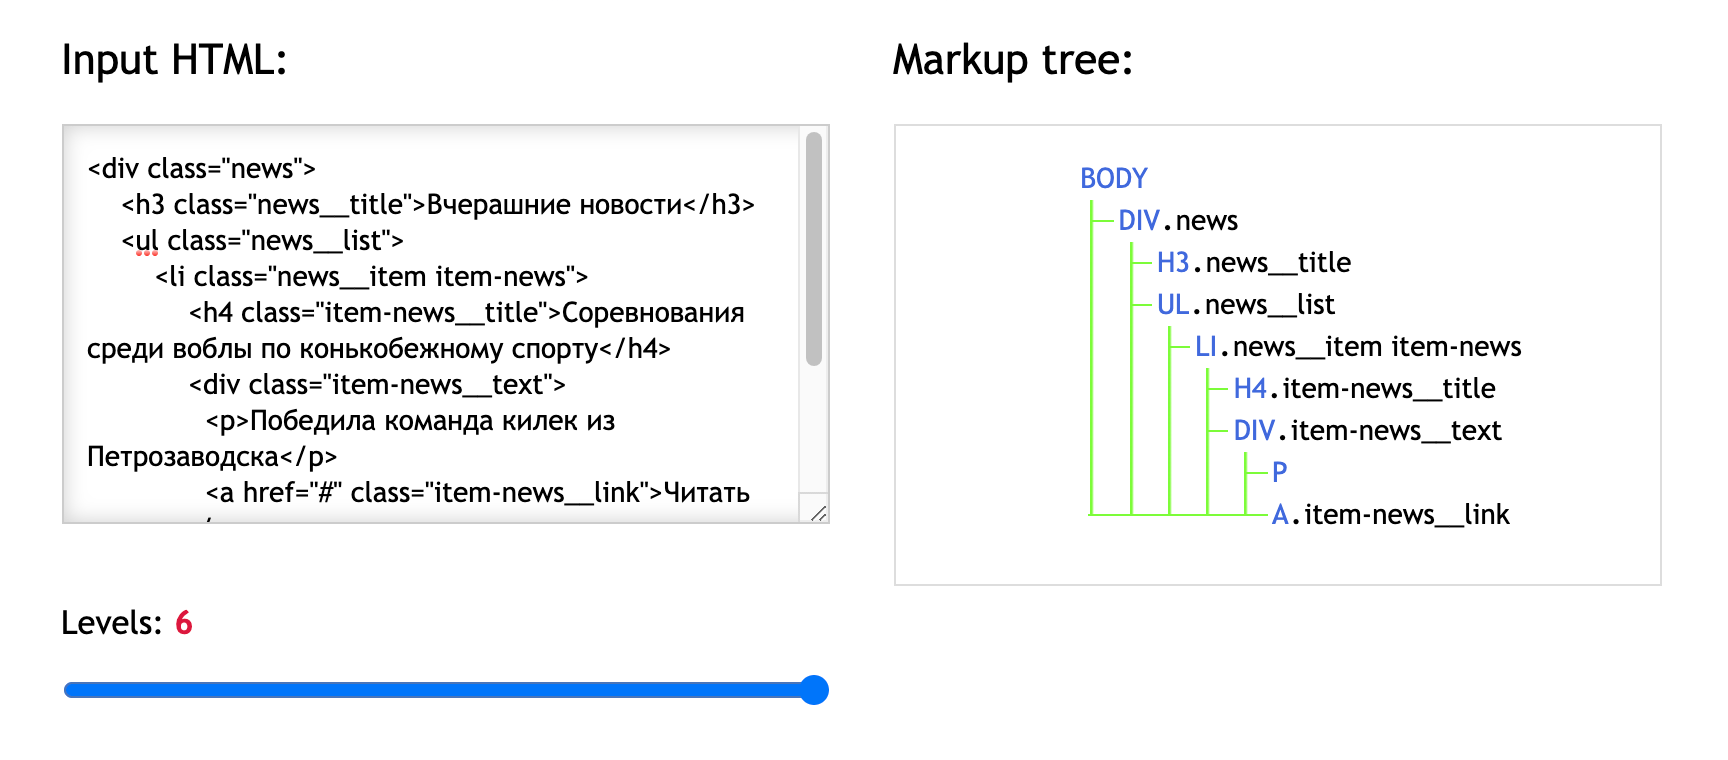 Input HTML:
<div class="news">
<h3 class="news__title">Вчерашние новости</h3>
<ul class="news__list">
<li class="news__item item-news">
<h4 class="item-news__title">Соревнования
среди воблы по конькобежному спорту</h4>
<div class="item-news__text">
<p>Победила команда килек из
Петрозаводска</p>
<a href="#" class="item-news__link">Читать
Levels: 6
Markup tree:
BODY
DIV.news
H3.news__title
UL.news__list
LI.news__item item-news
H4.item-news__title
DIV.item-news__text
P
A.item-news__link